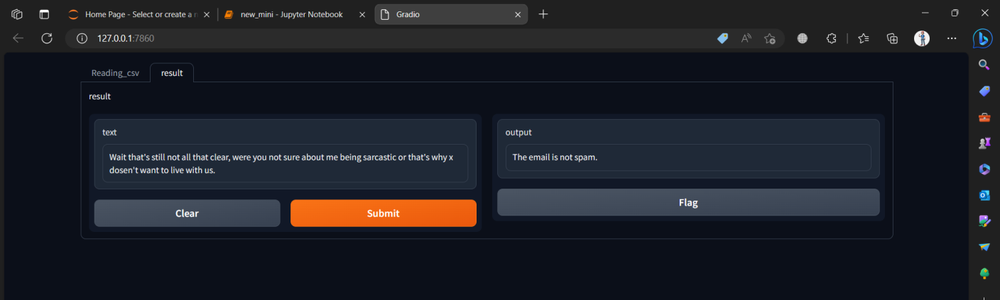 Home Page - Select or create a n
new_mini - Jupyter Notebook
Gradio
127.0.0.1:7860
Reading_csv
result
result
text
Wait that's still not all that clear, were you not sure about me being sarcastic or that's why x
dosen't want to live with us.
Clear
Submit
output
The email is not spam.
Flag